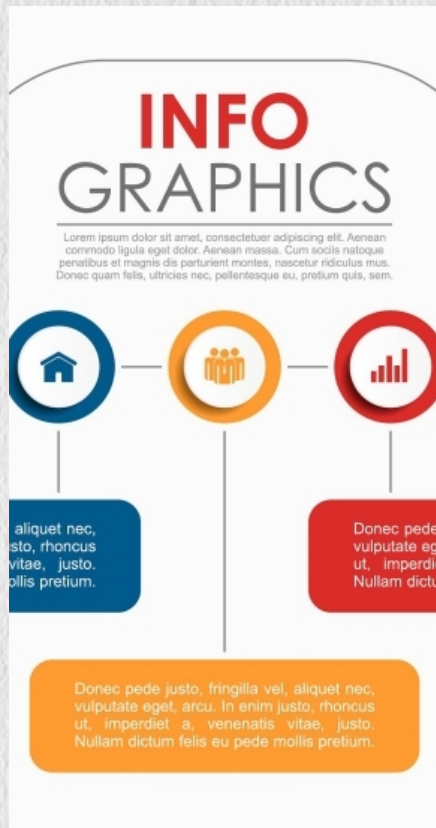 INFO
GRAPHICS
Lorem ipsum dolor sit amet, consectetuer adipiscing elit. Aenean
commodo ligula eget dolor. Aenean massa. Cum sociis natoque
penatibus et magnis dis parturient montes, nascetur ridiculus mus.
Donec quam felis, ultricies nec, pellentesque eu, pretium quis, sem.
aliquet nec,
rhoncus
vitae, justo.
pretium.
Donec pede
vulputate
ut,
Nullam
Donec pede justo, fringilla vel, aliquet nec,
vulputate eget, arcu. In enim justo, rhoncus
ut, imperdiet a, venenatis vitae, justo.
Nullam dictum felis eu pede mollis pretium.